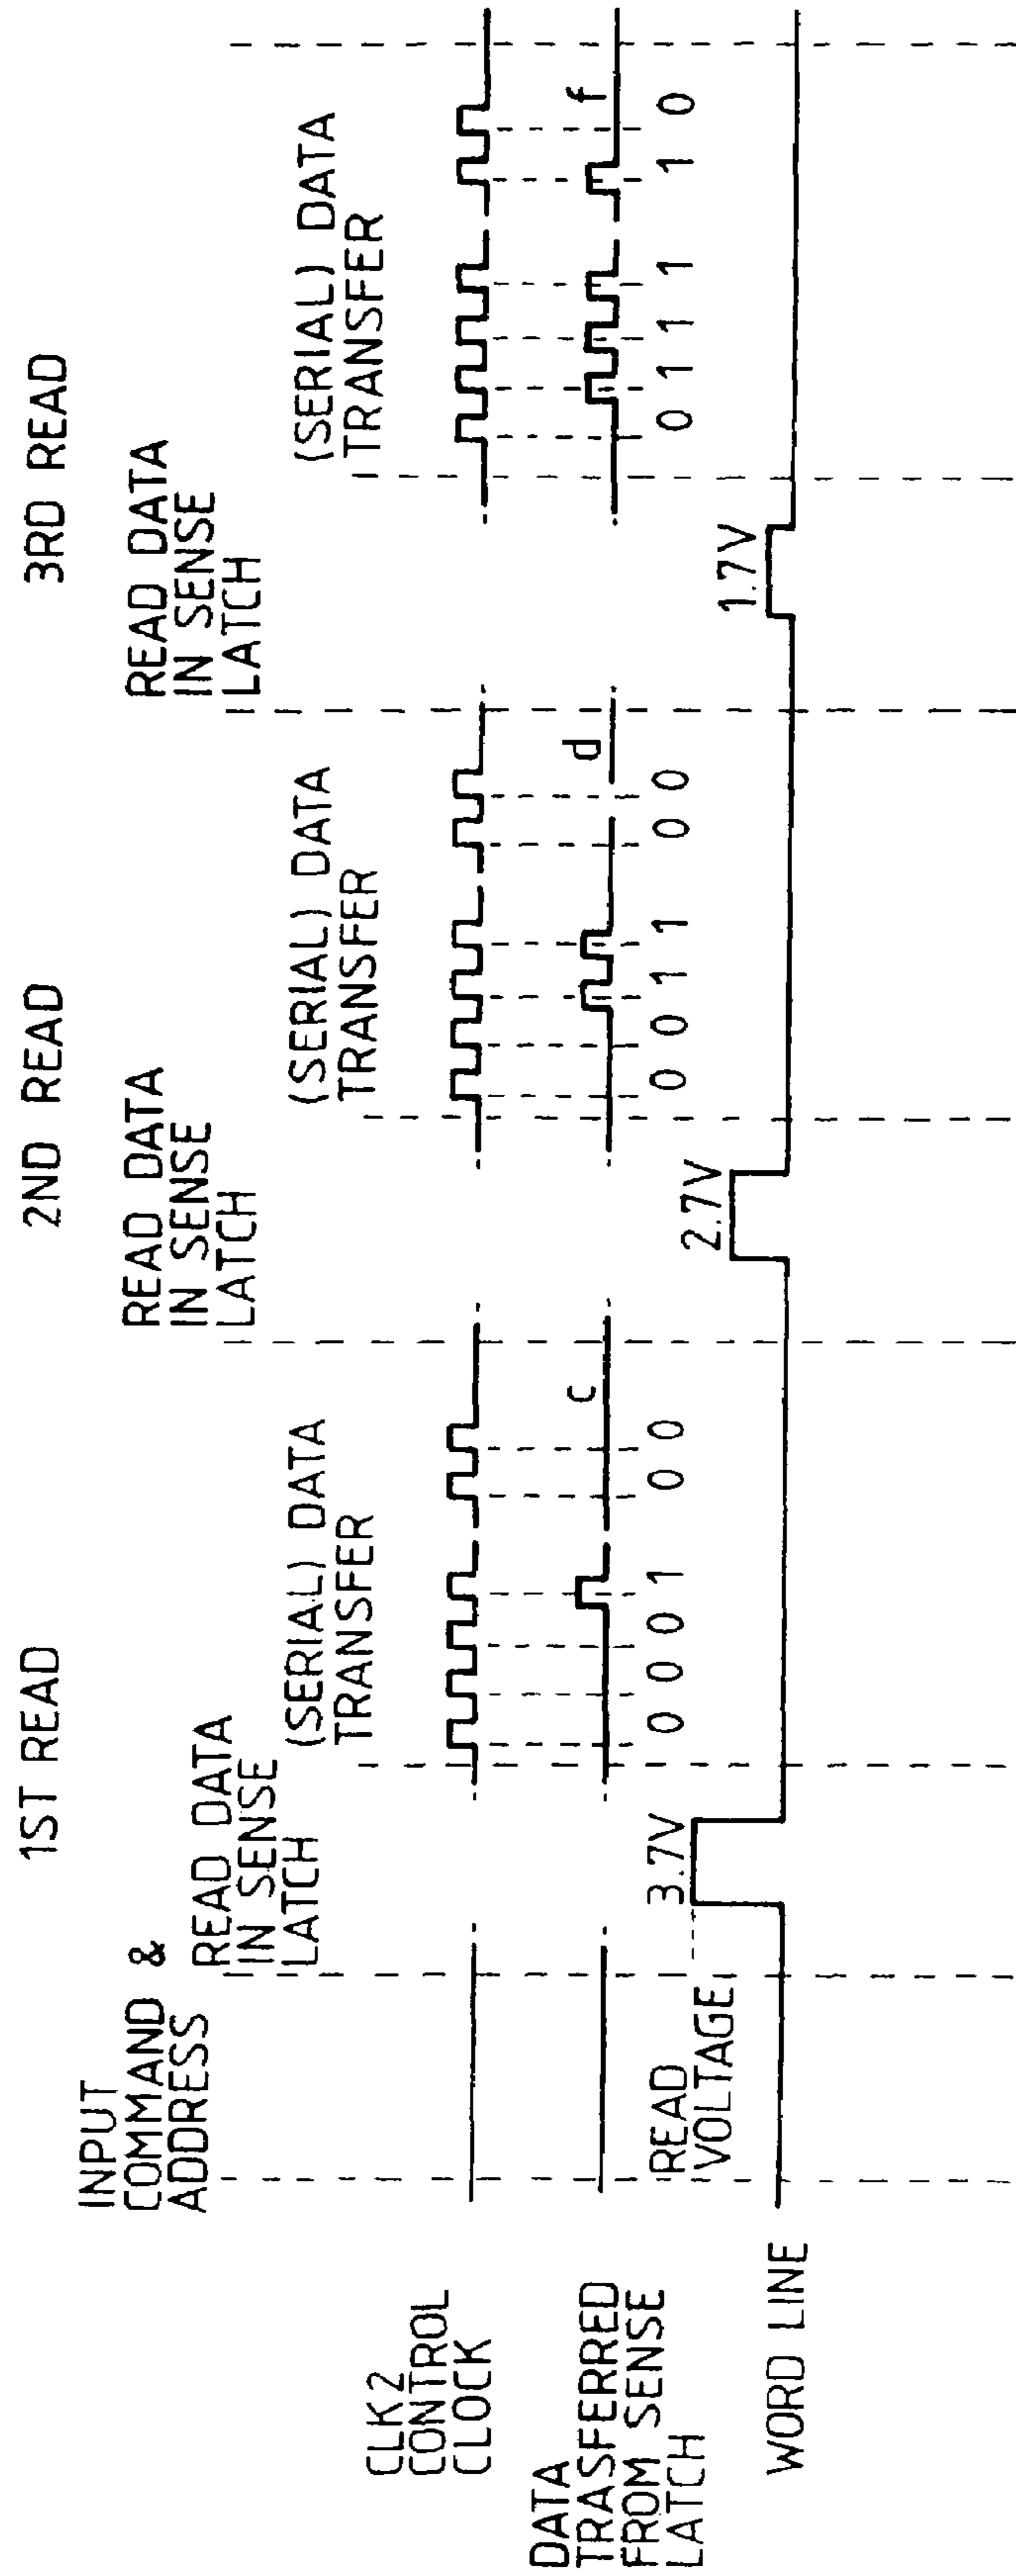 1ST READ
2ND READ
3RD READ
INPUT
COMMAND &
ADDRESS
READ DATA
IN SENSE
LATCH
(SERIAL) DATA
TRANSFER
READ DATA
IN SENSE
LATCH
(SERIAL) DATA
TRANSFER
READ DATA
IN SENSE
LATCH
(SERIAL) DATA
TRANSFER
CLK2
CONTROL
CLOCK
DATA
TRASFERRED
FROM SENSE
LATCH
c
d
f
0 0 0 1 0 0
0 0 1 1 0 0
0 1 1 1 1 0
READ
VOLTAGE
3.7V
2.7V
1.7V
WORD LINE